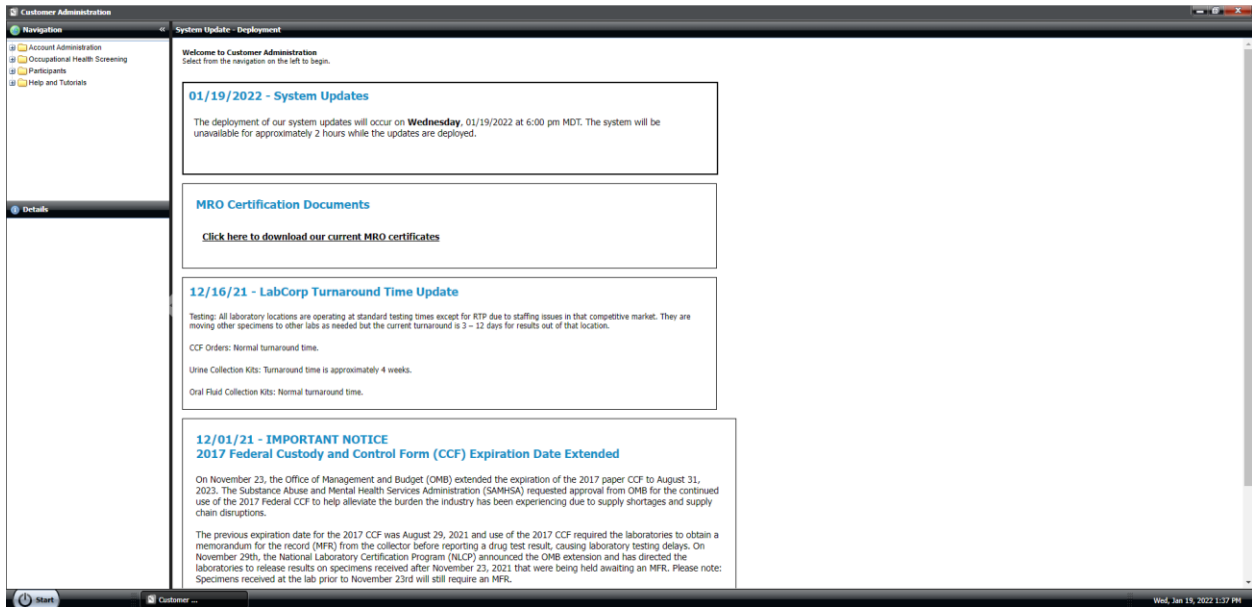 Customer Administration
Navigation «
System Update - Deployment
Account Administration
Occupational Health Screening
Participants
Help and Tutorials
Details
Welcome to Customer Administration
Select from the navigation on the left to begin.
01/19/2022 - System Updates
The deployment of our system updates will occur on Wednesday, 01/19/2022 at 6:00 pm MDT. The system will be
unavailable for approximately 2 hours while the updates are deployed.
MRO Certification Documents
Click here to download our current MRO certificates
12/16/21 - LabCorp Turnaround Time Update
Testing: All laboratory locations are operating at standard testing times except for RTP due to staffing issues in that competitive market. They are
moving other specimens to other labs as needed but the current turnaround is 3 – 12 days for results out of that location.
CCF Orders: Normal turnaround time.
Urine Collection Kits: Turnaround time is approximately 4 weeks.
Oral Fluid Collection Kits: Normal turnaround time.
12/01/21 - IMPORTANT NOTICE
2017 Federal Custody and Control Form (CCF) Expiration Date Extended
On November 23, the Office of Management and Budget (OMB) extended the expiration of the 2017 paper CCF to August 31,
2023. The Substance Abuse and Mental Health Services Administration (SAMHSA) requested approval from OMB for the continued
use of the 2017 Federal CCF to help alleviate the burden the industry has been experiencing due to supply shortages and supply
chain disruptions.
The previous expiration date for the 2017 CCF was August 29, 2021 and use of the 2017 CCF required the laboratories to obtain a
memorandum for the record (MFR) from the collector before reporting a drug test result, causing laboratory testing delays. On
November 29th, the National Laboratory Certification Program (NLCP) announced the OMB extension and has directed the
laboratories to release results on specimens received after November 23, 2021 that were being held awaiting an MFR. Please note:
Specimens received at the lab prior to November 23rd will still require an MFR.
Start
Customer ...
Wed, Jan 19, 2022 1:37 PM